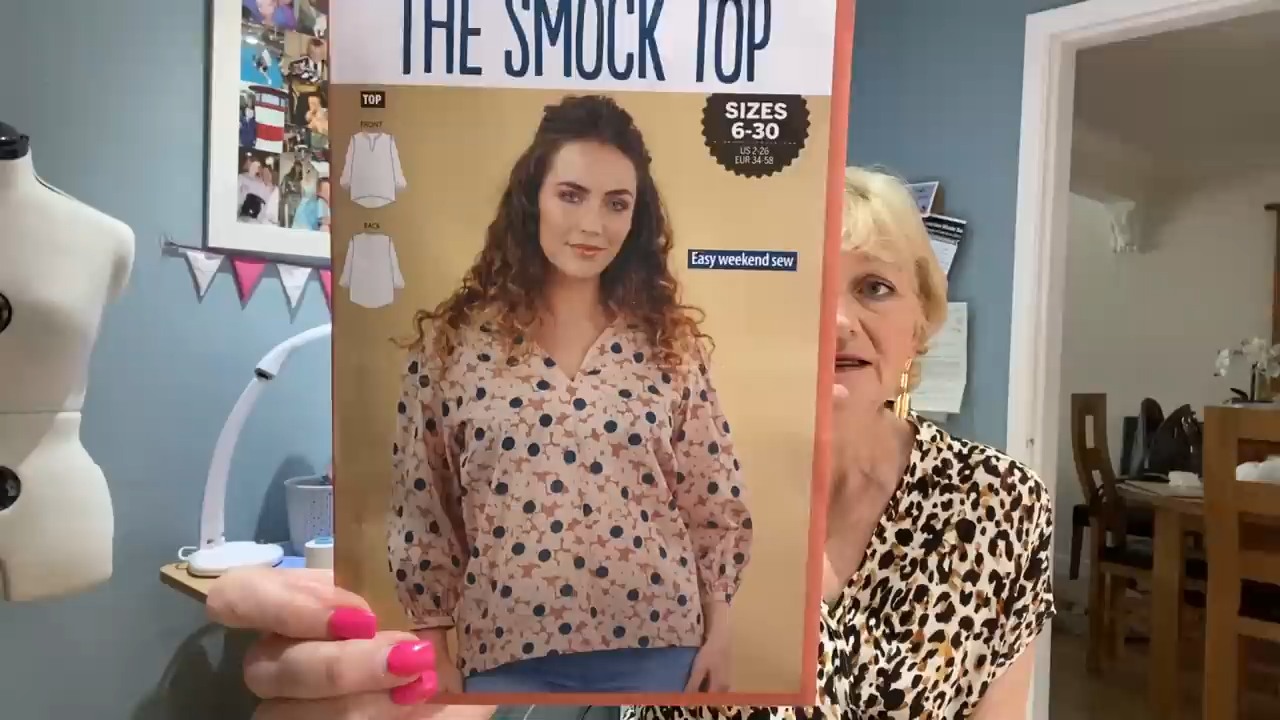 THE SMOCK TOP
TOP
FRONT
BACK
SIZES
6-30
US 2-26
EUR 34-58
Easy weekend sew